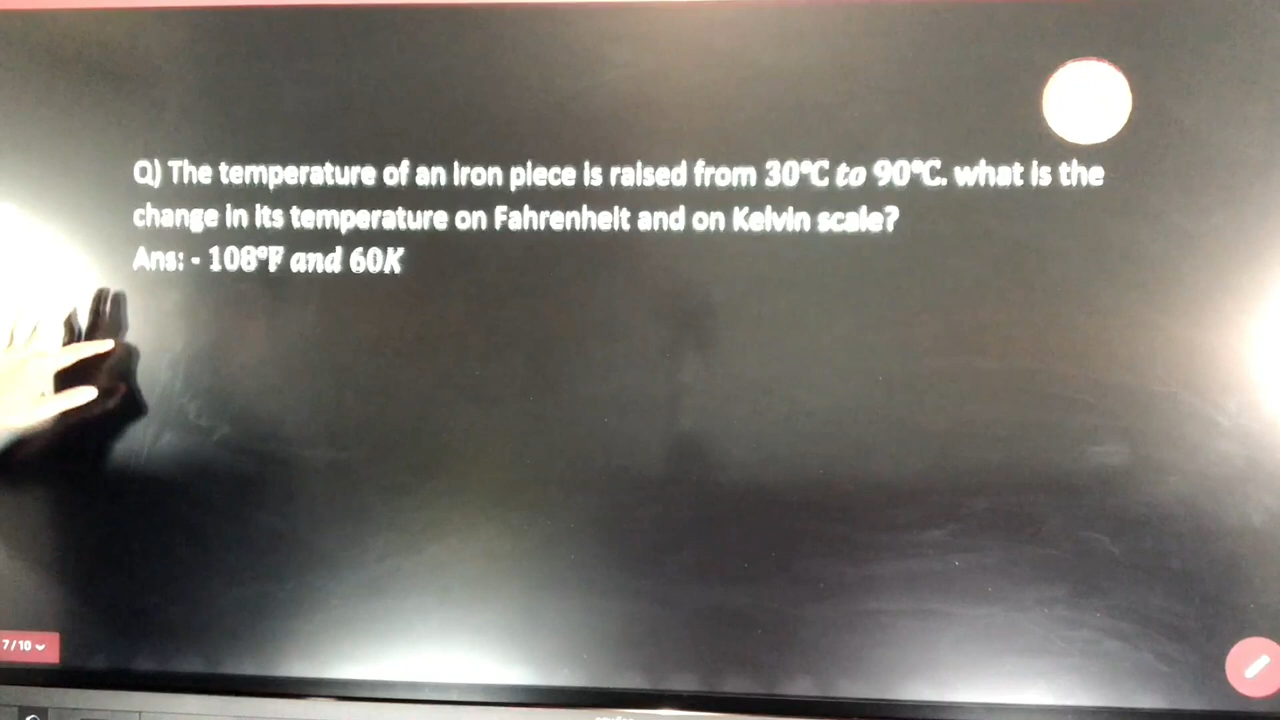 Q) The temperature of an iron piece is raised from 30°C to 90°C. what is the
change in its temperature on Fahrenheit and on Kelvin scale?
Ans: - 108°F and 60K
7/10